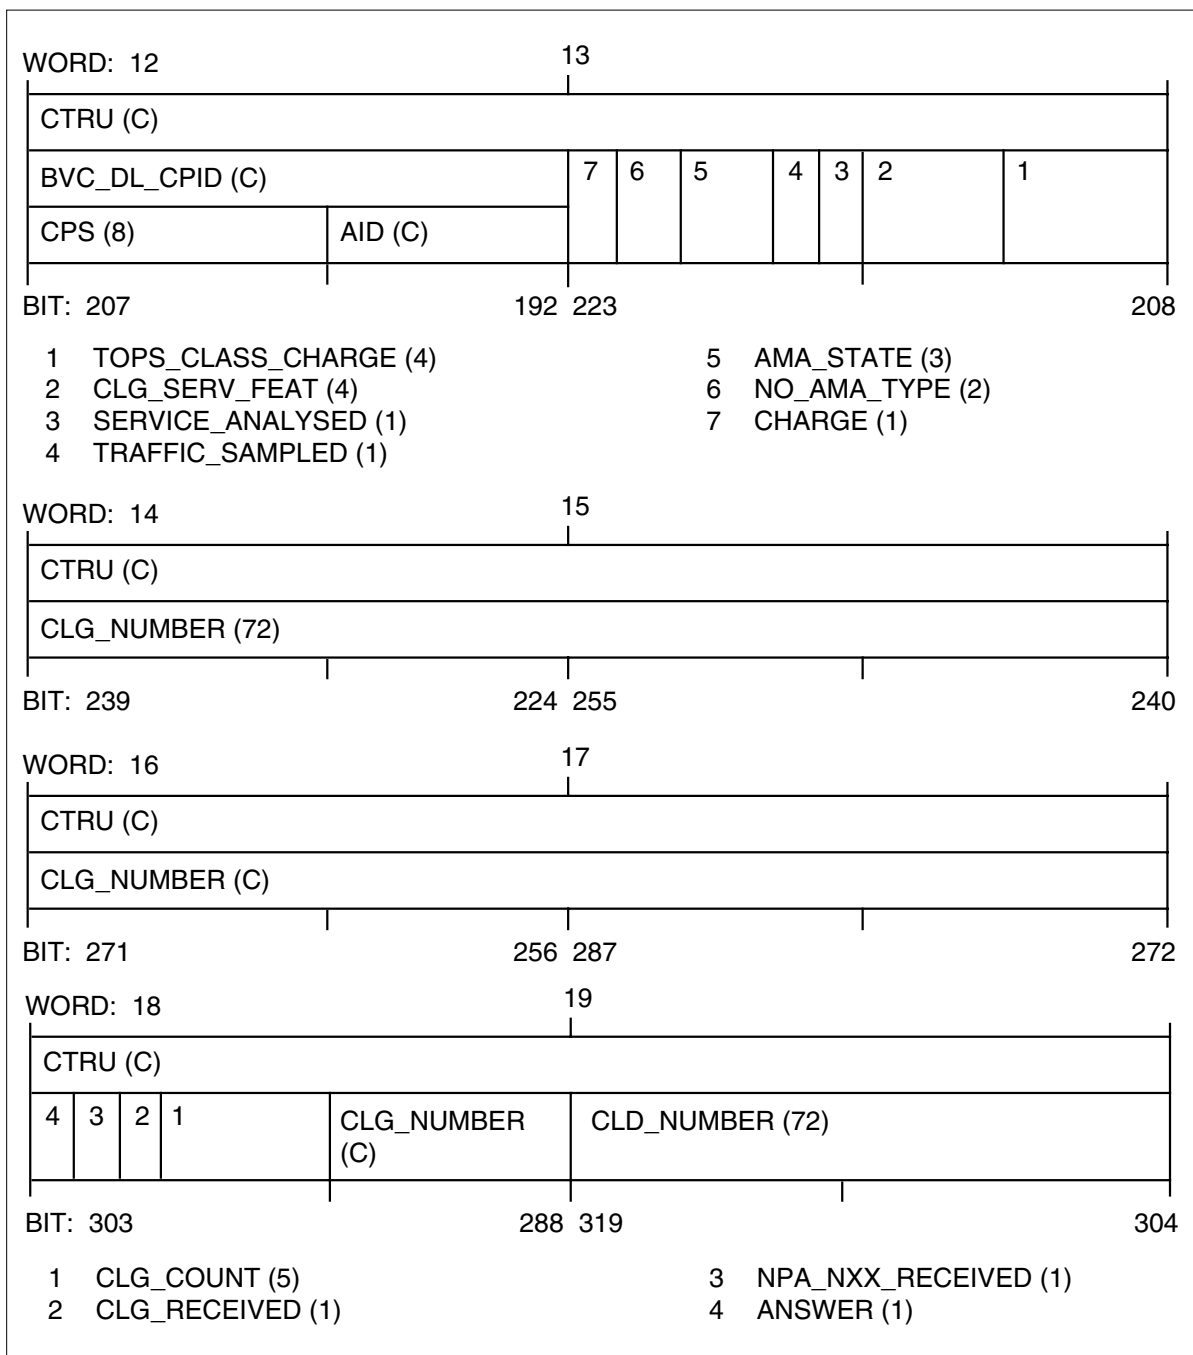 WORD: 12 13
CTRU (C)
BVC_DL_CPID (C) 7 6 5 4 3 2 1
CPS (8) AID (C)
BIT: 207 192 223 208
1 TOPS_CLASS_CHARGE (4) 5 AMA_STATE (3)
2 CLG_SERV_FEAT (4) 6 NO_AMA_TYPE (2)
3 SERVICE_ANALYSED (1) 7 CHARGE (1)
4 TRAFFIC_SAMPLED (1)
WORD: 14 15
CTRU (C)
CLG_NUMBER (72)
BIT: 239 224 255 240
WORD: 16 17
CTRU (C)
CLG_NUMBER (C)
BIT: 271 256 287 272
WORD: 18 19
CTRU (C)
4 3 2 1 CLG_NUMBER CLD_NUMBER (72)
(C)
BIT: 303 288 319 304
1 CLG_COUNT (5) 3 NPA_NXX_RECEIVED (1)
2 CLG_RECEIVED (1) 4 ANSWER (1)